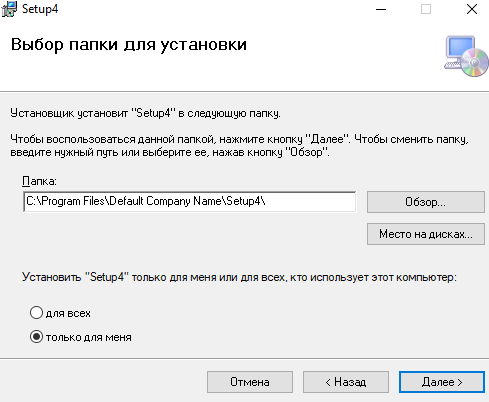 Setup4
Выбор папки для установки
Установщик установит "Setup4" в следующую папку.
Чтобы воспользоваться данной папкой, нажмите кнопку "Далее". Чтобы сменить папку,
введите нужный путь или выберите ее, нажав кнопку "Обзор".
Папка:
C:\Program Files\Default Company Name\Setup4\
Обзор...
Место на дисках...
Установить "Setup4" только для меня или для всех, кто использует этот компьютер:
для всех
только для меня
Отмена
< Назад
Далее >